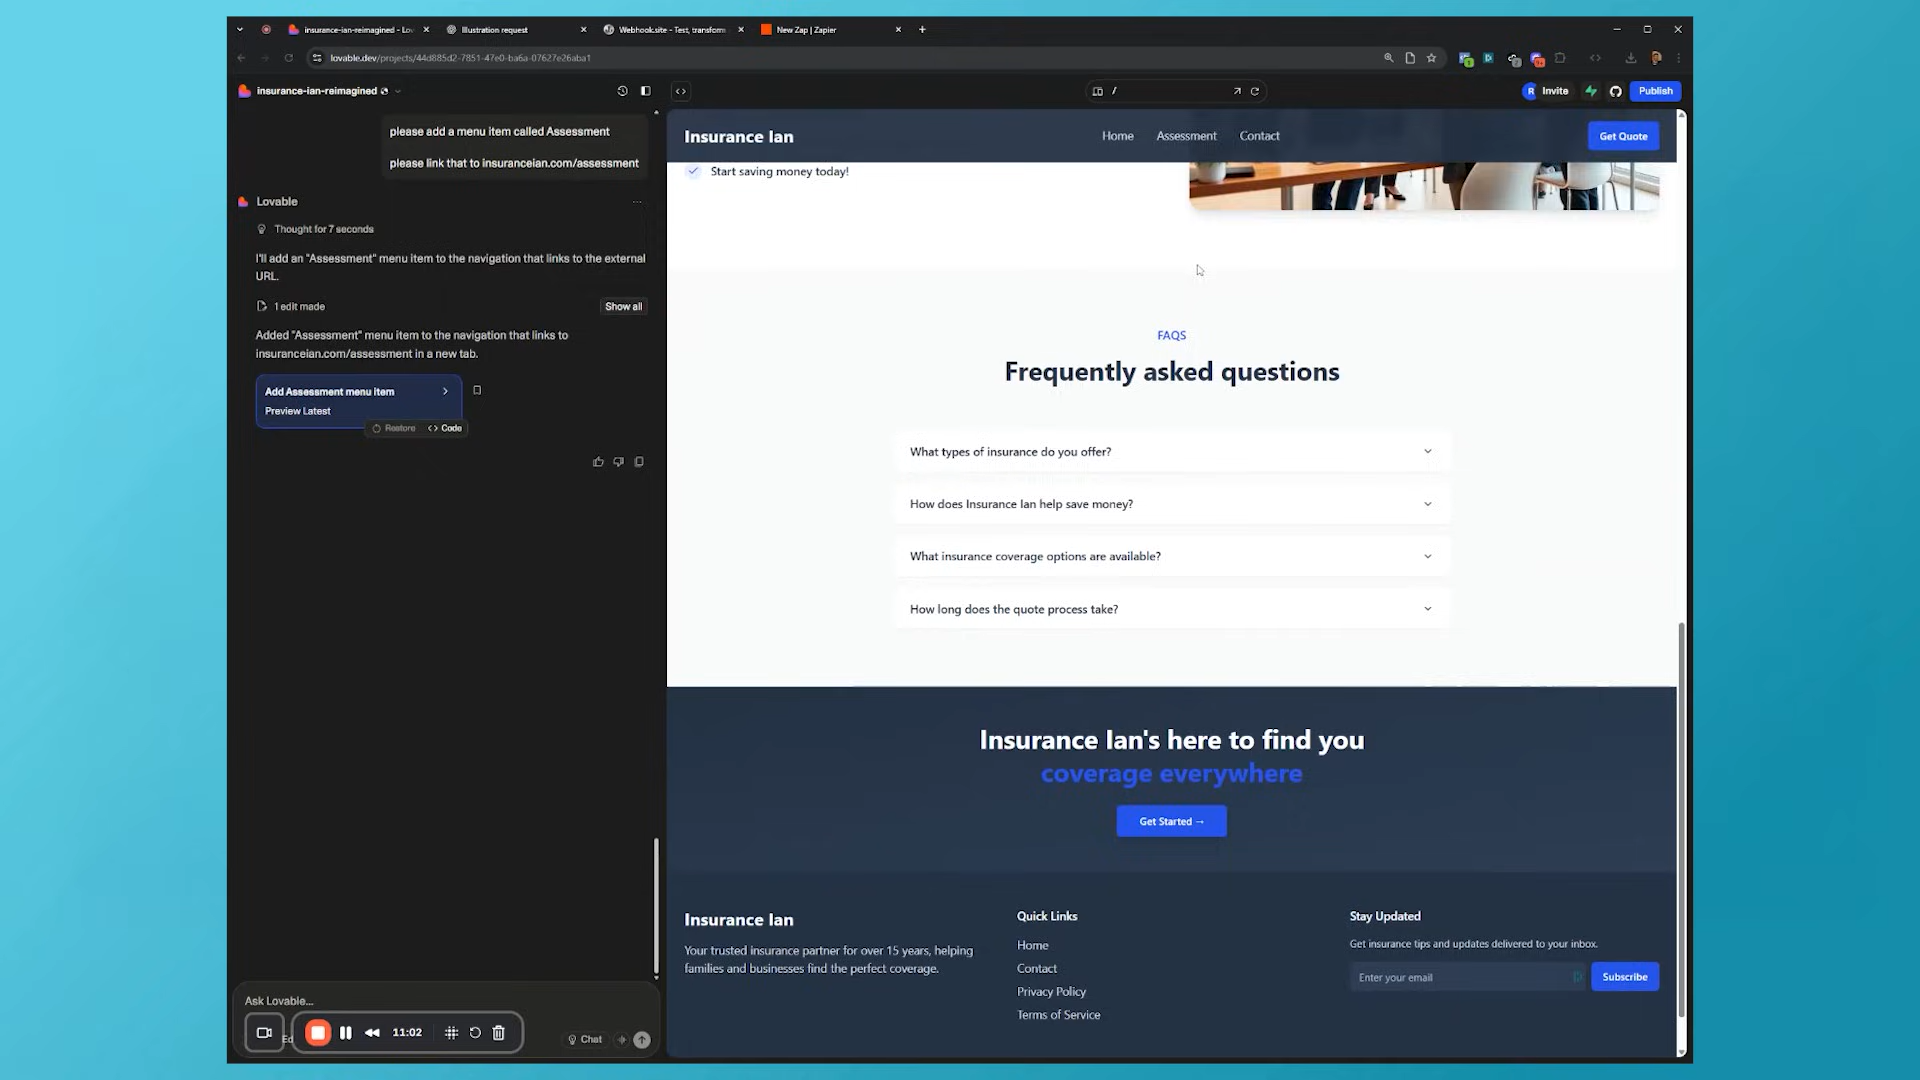 insurance-ian-reimagined - Lov
Illustration request
Webhook.site - Test, transform
New Zap | Zapier
lovable.dev/projects/44d885d2-7851-47e0-ba6a-07627e26aba1
insurance-ian-reimagined
/
R
Invite
Publish
please add a menu item called Assessment
please link that to insuranceian.com/assessment
Lovable
Thought for 7 seconds
I'll add an "Assessment" menu item to the navigation that links to the external
URL.
1 edit made
Show all
Added "Assessment" menu item to the navigation that links to
insuranceian.com/assessment in a new tab.
Add Assessment menu item
Preview Latest
Restore
Code
Ask Lovable...
Ed
11:02
Chat
Insurance Ian
Home
Assessment
Contact
Get Quote
Start saving money today!
FAQS
Frequently asked questions
What types of insurance do you offer?
How does Insurance Ian help save money?
What insurance coverage options are available?
How long does the quote process take?
Insurance Ian's here to find you
coverage everywhere
Get Started →
Insurance Ian
Your trusted insurance partner for over 15 years, helping
families and businesses find the perfect coverage.
Quick Links
Home
Contact
Privacy Policy
Terms of Service
Stay Updated
Get insurance tips and updates delivered to your inbox.
Enter your email
Subscribe